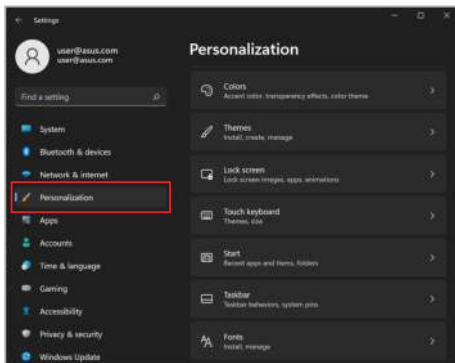 Settings
user@asus.com
user@asus.com
Find a setting
System
Bluetooth & devices
Network & internet
Personalization
Apps
Accounts
Time & language
Gaming
Accessibility
Privacy & security
Windows Update
Personalization
Colors
Accent color, transparency effects, color theme
Themes
Install, create, manage
Lock screen
Lock screen images, apps, animations
Touch keyboard
Themes, size
Start
Recent apps and items, folders
Taskbar
Taskbar behaviors, system pins
Fonts
Install, manage